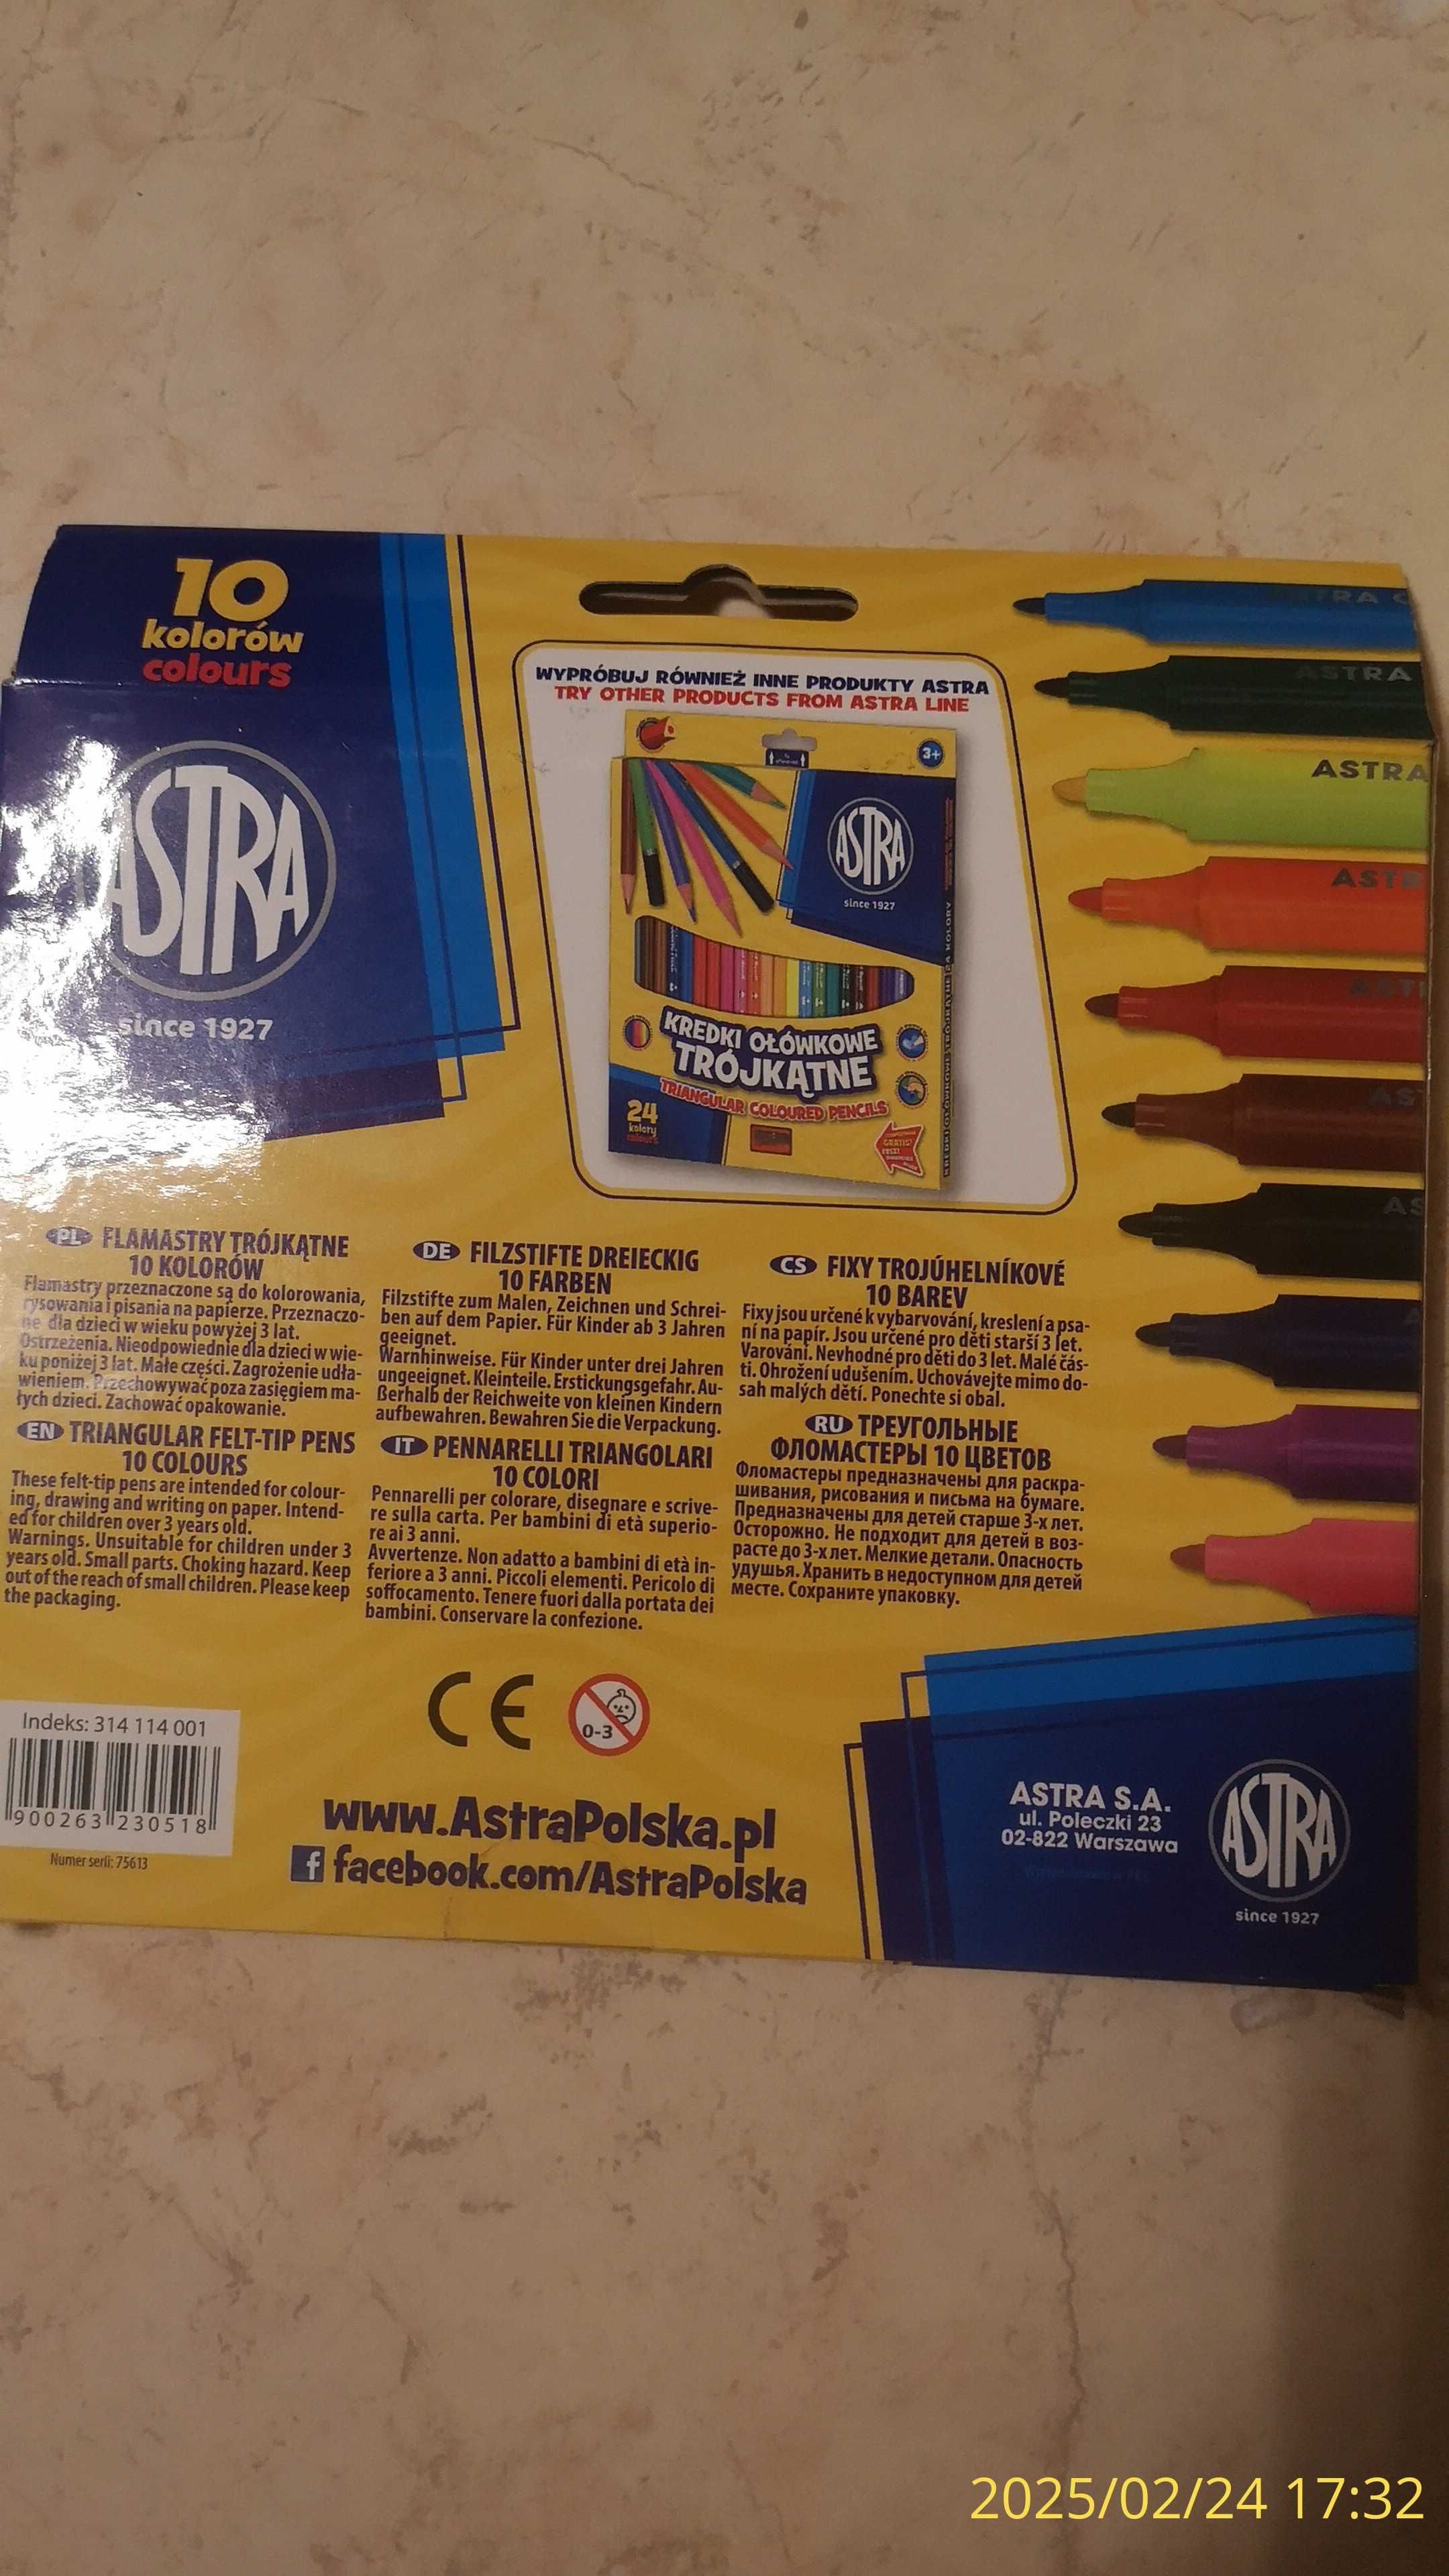 10
kolorów
colours
ASTRA
since 1927
WYPRÓBUJ RÓWNIEŻ INNE PRODUKTY ASTRA
TRY OTHER PRODUCTS FROM ASTRA LINE
3+
ASTRA
since 1927
KREDKI OŁÓWKOWE
TRÓJKĄTNE
TRIANGULAR COLOURED PENCILS
24
kolory
colours
KREDKI OŁÓWKOWE TRÓJKĄTNE 24 KOLORY
ASTRA
ASTRA
ASTR
AST
AS
AS
PL FLAMASTRY TRÓJKĄTNE
10 KOLORÓW
Flamastry przeznaczone są do kolorowania,
rysowania i pisania na papierze. Przeznaczo-
ne dla dzieci w wieku powyżej 3 lat.
Ostrzeżenia. Nieodpowiednie dla dzieci w wie-
ku poniżej 3 lat. Małe części. Zagrożenie udła-
wieniem. Przechowywać poza zasięgiem ma-
łych dzieci. Zachować opakowanie.
EN TRIANGULAR FELT-TIP PENS
10 COLOURS
These felt-tip pens are intended for colour-
ing, drawing and writing on paper. Intend-
ed for children over 3 years old.
Warnings. Unsuitable for children under 3
years old. Small parts. Choking hazard. Keep
out of the reach of small children. Please keep
the packaging.
DE FILZSTIFTE DREIECKIG
10 FARBEN
Filzstifte zum Malen, Zeichnen und Schrei-
ben auf dem Papier. Für Kinder ab 3 Jahren
geeignet.
Warnhinweise. Für Kinder unter drei Jahren
ungeeignet. Kleinteile. Erstickungsgefahr. Au-
ßerhalb der Reichweite von kleinen Kindern
aufbewahren. Bewahren Sie die Verpackung.
IT PENNARELLI TRIANGOLARI
10 COLORI
Pennarelli per colorare, disegnare e scrive-
re sulla carta. Per bambini di età superio-
re ai 3 anni.
Avvertenze. Non adatto a bambini di età in-
feriore a 3 anni. Piccoli elementi. Pericolo di
soffocamento. Tenere fuori dalla portata dei
bambini. Conservare la confezione.
CS FIXY TROJÚHELNÍKOVÉ
10 BAREV
Fixy jsou určené k vybarvování, kreslení a psa-
ní na papír. Jsou určené pro děti starší 3 let.
Varování. Nevhodné pro děti do 3 let. Malé čás-
ti. Ohrožení udušením. Uchovávejte mimo do-
sah malých dětí. Ponechte si obal.
RU ТРЕУГОЛЬНЫЕ
ФЛОМАСТЕРЫ 10 ЦВЕТОВ
Фломастеры предназначены для раскра-
шивания, рисования и письма на бумаге.
Предназначены для детей старше 3-х лет.
Осторожно. Не подходит для детей в воз-
расте до 3-х лет. Мелкие детали. Опасность
удушья. Хранить в недоступном для детей
месте. Сохраните упаковку.
CE
0-3
Indeks: 314 114 001
900263 230518
Numer serii: 75613
www.AstraPolska.pl
facebook.com/AstraPolska
ASTRA S.A.
ul. Poleczki 23
02-822 Warszawa
ASTRA
since 1927
2025/02/24 17:32